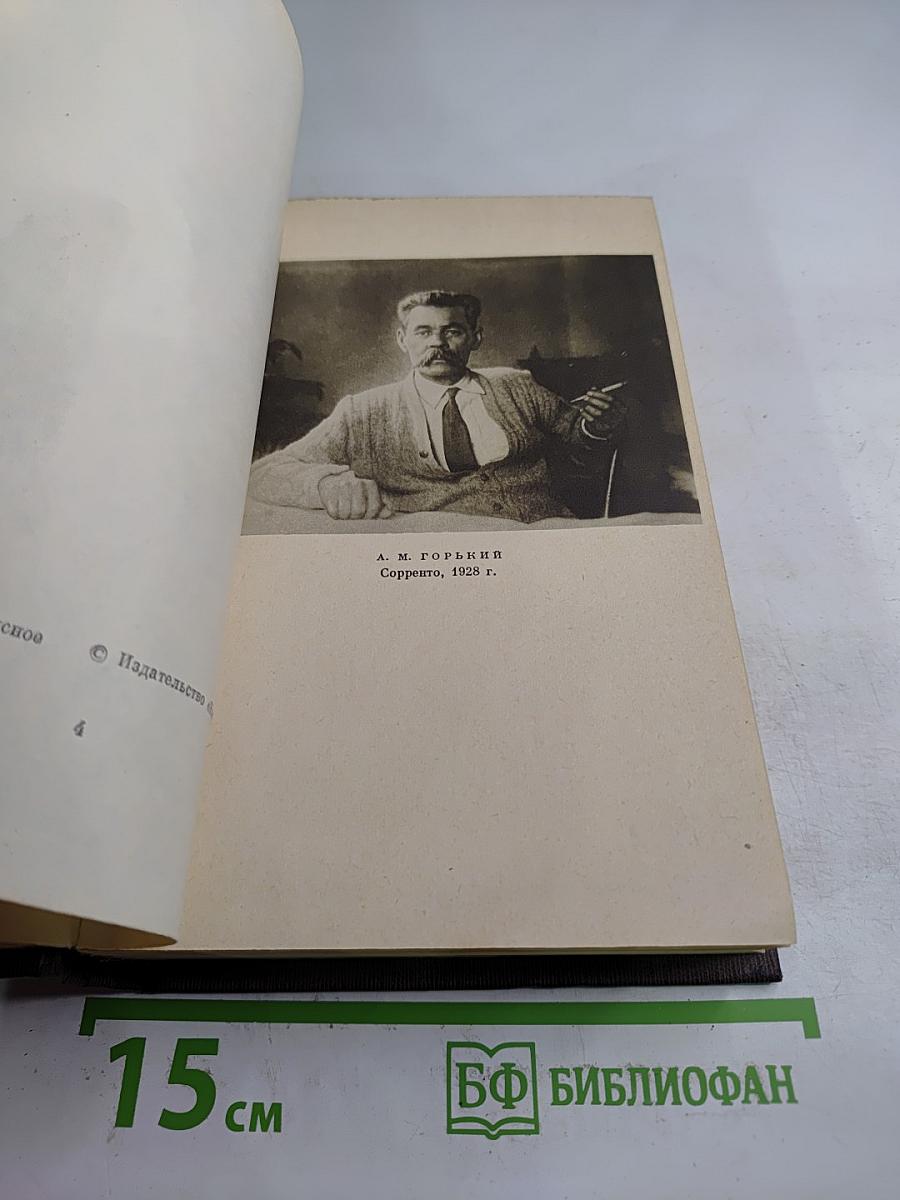 © Издательство
4
А. М. ГОРЬКИЙ
Сорренто, 1928 г.
15 см
БФ БИБЛИОФАН